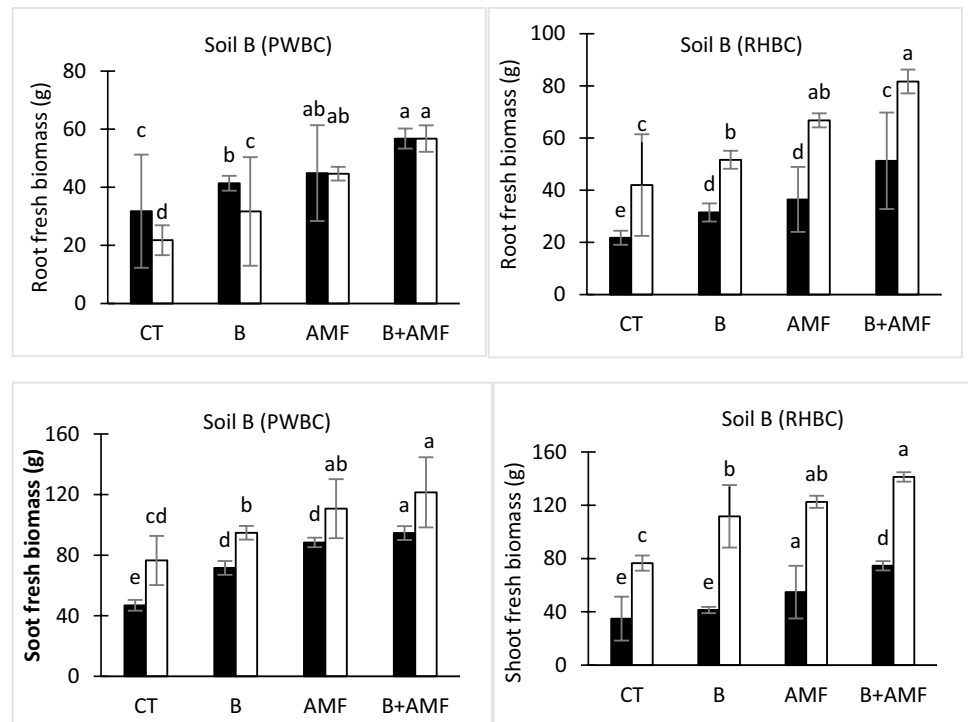 Soil B (PWBC)
Root fresh biomass (g)
80
60
40
20
0
c
d
b
c
ab
ab
a
a
CT
B
AMF
B+AMF
Soil B (RHBC)
Root fresh biomass (g)
100
80
60
40
20
0
e
c
d
b
d
ab
c
a
CT
B
AMF
B+AMF
Soil B (PWBC)
Soot fresh biomass (g)
160
120
80
40
0
e
cd
d
b
d
ab
a
a
CT
B
AMF
B+AMF
Soil B (RHBC)
Shoot fresh biomass (g)
160
120
80
40
0
e
c
e
b
a
ab
d
a
CT
B
AMF
B+AMF